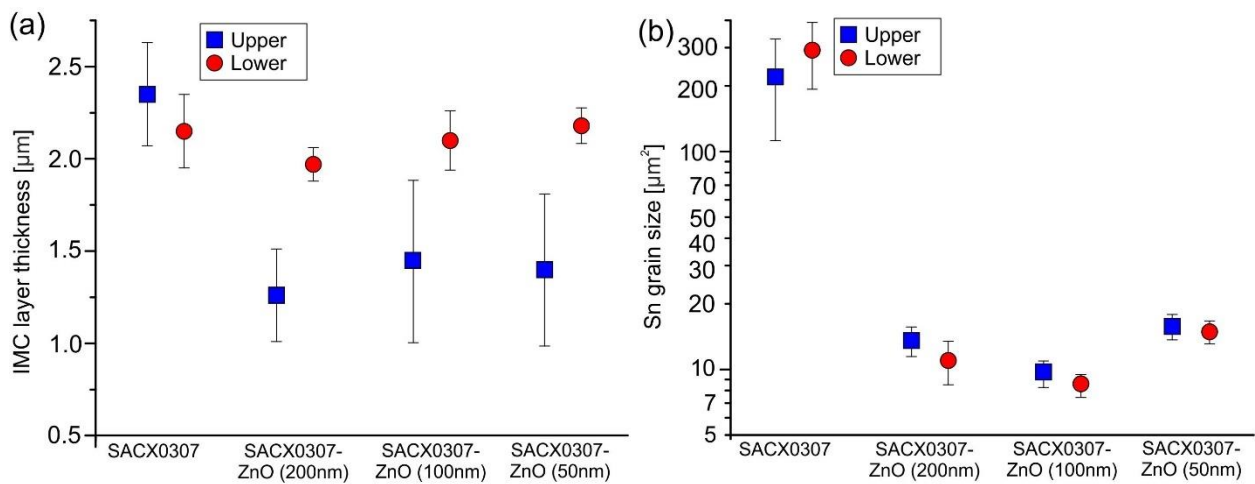 (a)
Upper
Lower
IMC layer thickness [µm]
2.5
2.0
1.5
1.0
0.5
SACX0307
SACX0307-
ZnO (200nm)
SACX0307-
ZnO (100nm)
SACX0307-
ZnO (50nm)
(b)
Upper
Lower
Sn grain size [µm²]
300
200
100
70
50
40
30
20
10
7
5
SACX0307
SACX0307-
ZnO (200nm)
SACX0307-
ZnO (100nm)
SACX0307-
ZnO (50nm)